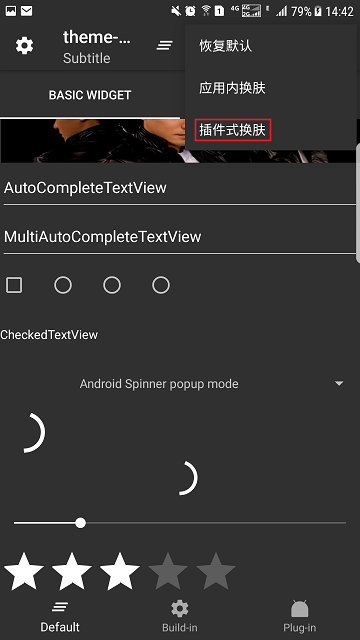 79% 14:42
theme-...
Subtitle
恢复默认
应用内换肤
插件式换肤
BASIC WIDGET
AutoCompleteTextView
MultiAutoCompleteTextView
CheckedTextView
Android Spinner popup mode
Default
Build-in
Plug-in